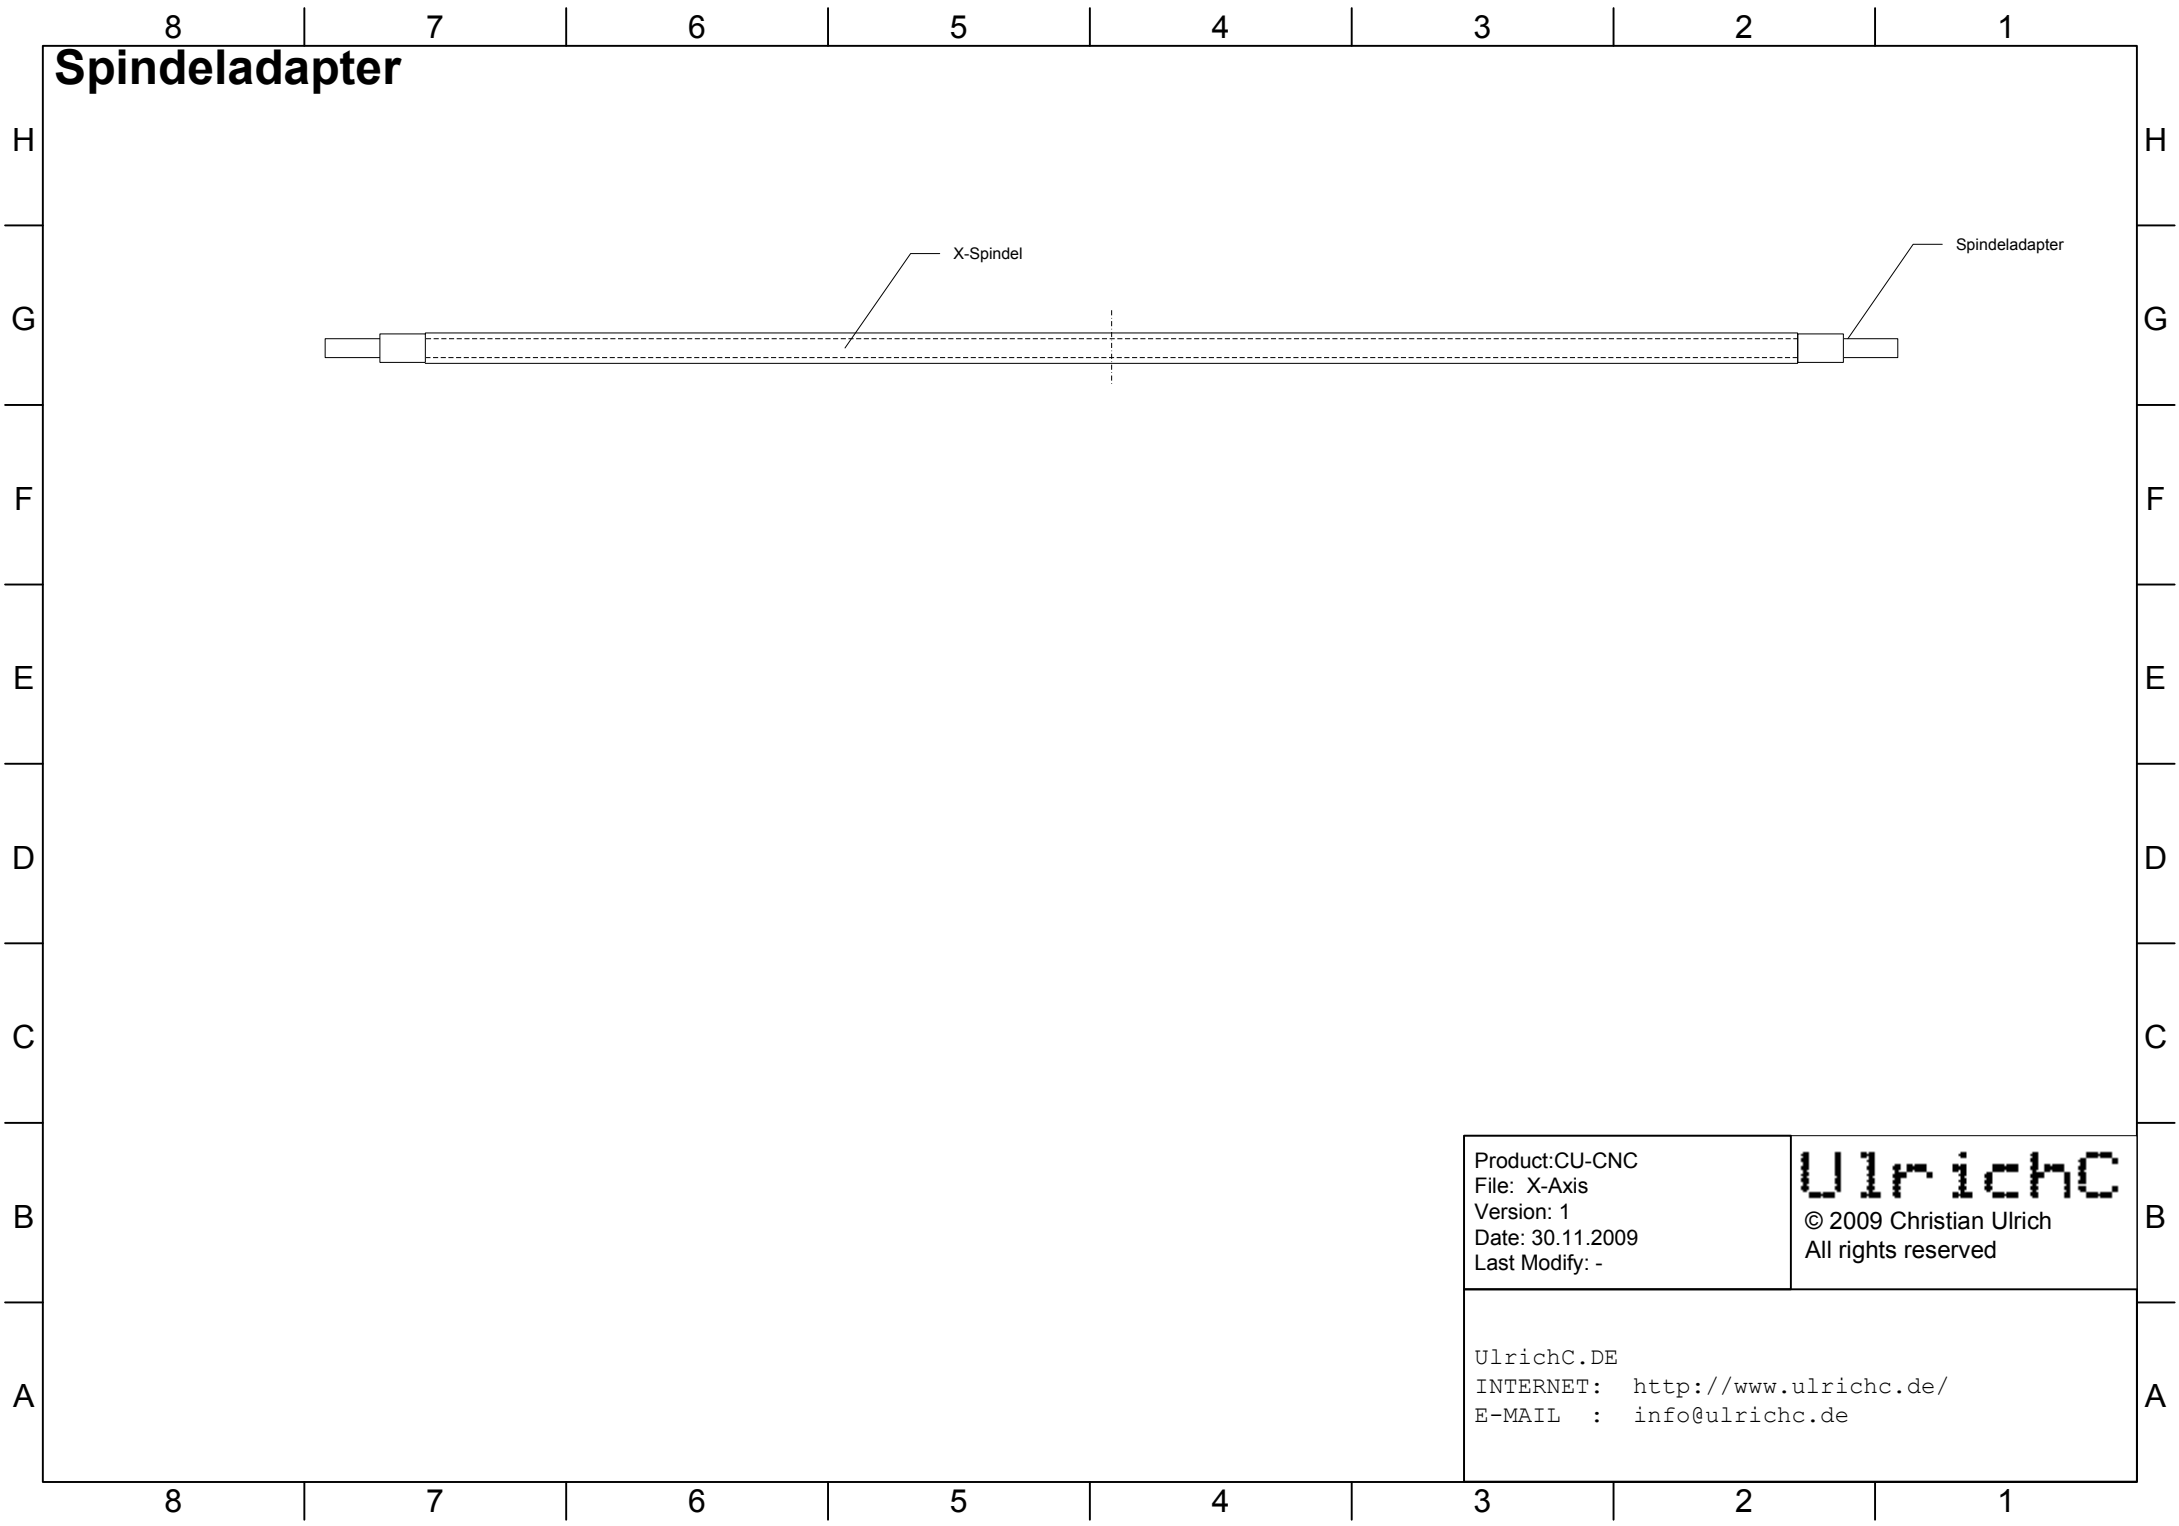 8 7 6 5 4 3 2 1
Spindeladapter
H H
X-Spindel
Spindeladapter
G G
F F
E E
D D
C C
Product:CU-CNC
File: X-Axis
Version: 1
Date: 30.11.2009
Last Modify: -
UlrichC
© 2009 Christian Ulrich
All rights reserved
B B
UlrichC.DE
INTERNET: http://www.ulrichc.de/
E-MAIL : info@ulrichc.de
A A
8 7 6 5 4 3 2 1